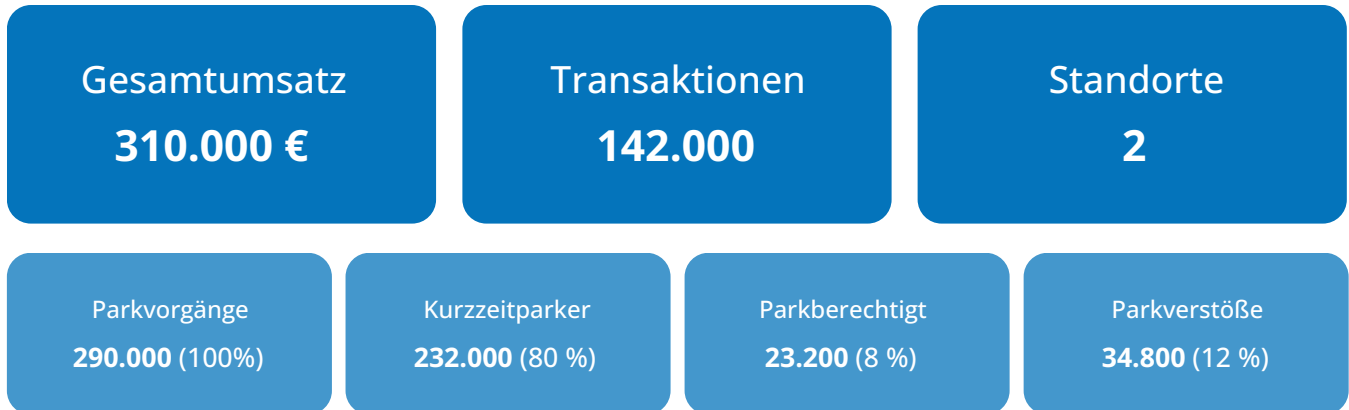 Gesamtumsatz
310.000 €
Transaktionen
142.000
Standorte
2
Parkvorgänge
290.000 (100%)
Kurzzeitparker
232.000 (80 %)
Parkberechtigt
23.200 (8 %)
Parkverstöße
34.800 (12 %)